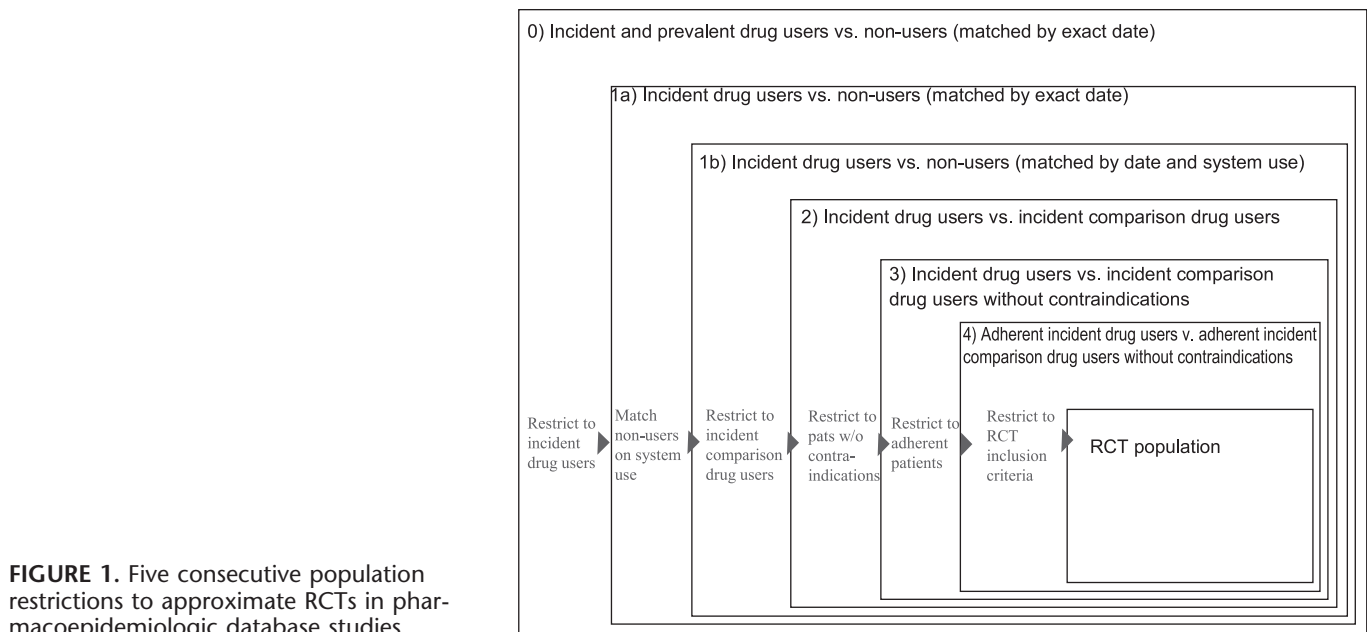 0) Incident and prevalent drug users vs. non-users (matched by exact date)
1a) Incident drug users vs. non-users (matched by exact date)
1b) Incident drug users vs. non-users (matched by date and system use)
2) Incident drug users vs. incident comparison drug users
3) Incident drug users vs. incident comparison
drug users without contraindications
4) Adherent incident drug users v. adherent incident
comparison drug users without contraindications
Restrict to
incident
drug users
Match
non-users
on system
use
Restrict to
incident
comparison
drug users
Restrict to
pats w/o
contra-
indications
Restrict to
adherent
patients
Restrict to
RCT
inclusion
criteria
RCT population
FIGURE 1. Five consecutive population
restrictions to approximate RCTs in phar-
macoepidemiologic database studies